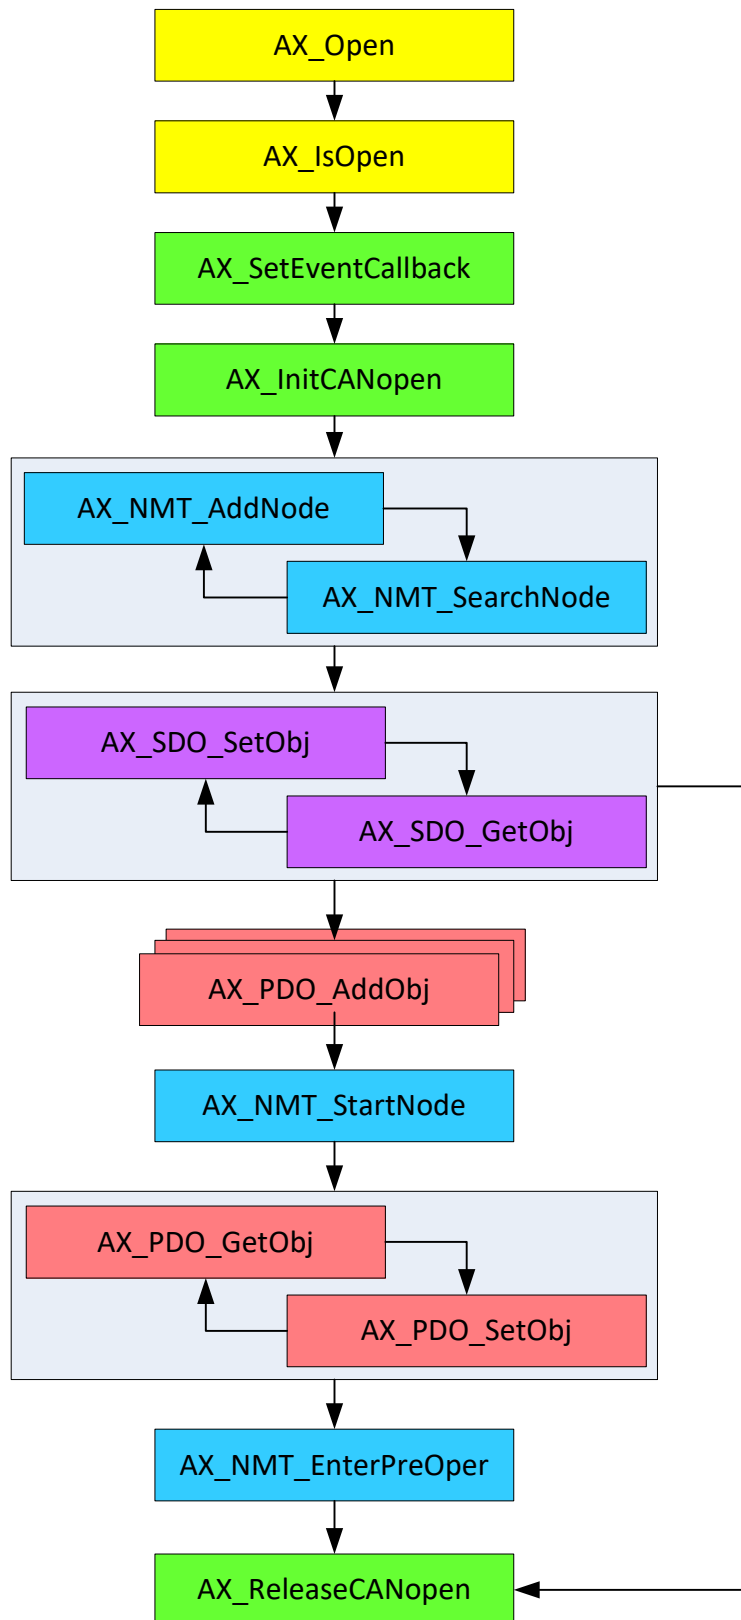 AX_Open
AX_IsOpen
AX_SetEventCallback
AX_InitCANopen
AX_NMT_AddNode
AX_NMT_SearchNode
AX_SDO_SetObj
AX_SDO_GetObj
AX_PDO_AddObj
AX_NMT_StartNode
AX_PDO_GetObj
AX_PDO_SetObj
AX_NMT_EnterPreOper
AX_ReleaseCANopen